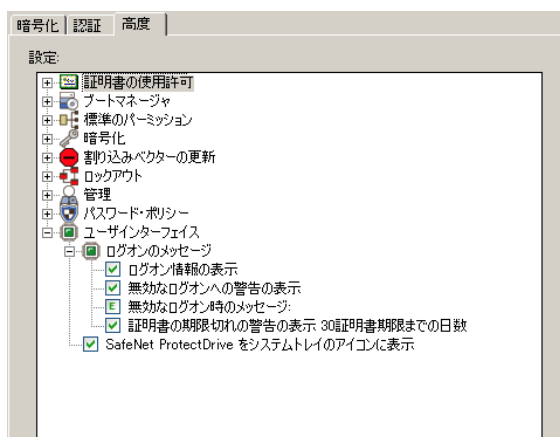 暗号化 認証 高度
設定:
証明書の使用許可
ブートマネージャ
標準のパーミッション
暗号化
割り込みベクターの更新
ロックアウト
管理
パスワード・ポリシー
ユーザインターフェイス
ログオンのメッセージ
ログオン情報の表示
無効なログオンへの警告の表示
E 無効なログオン時のメッセージ:
証明書の期限切れの警告の表示 30証明書期限までの日数
SafeNet ProtectDrive をシステムトレイのアイコンに表示